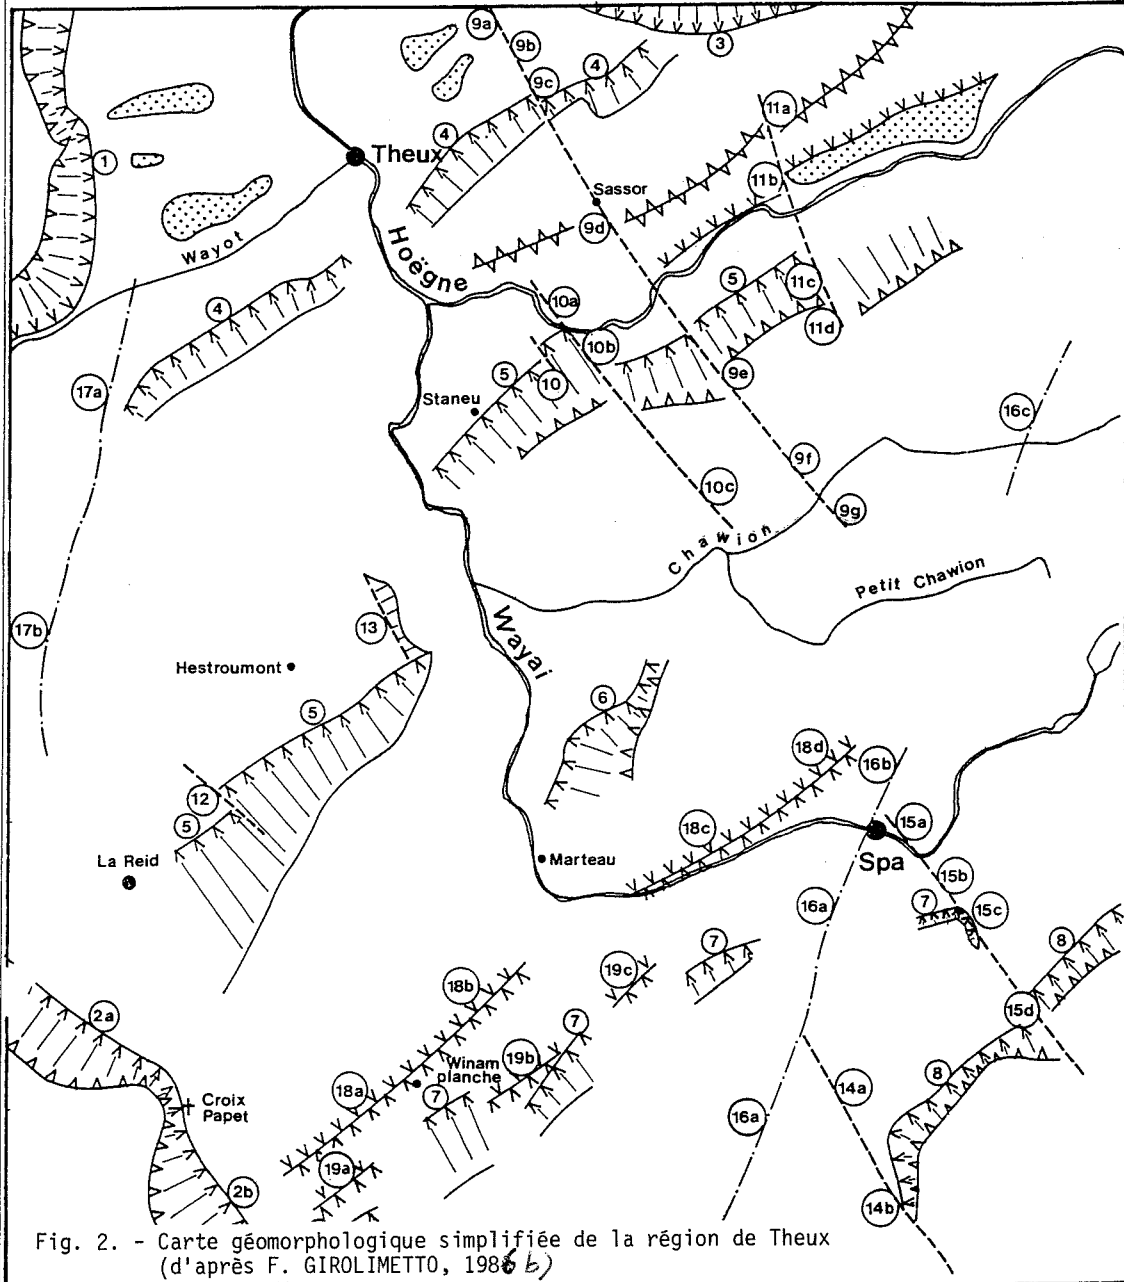 9a
9b
3
9c
4
11a
4
1
Theux
11b
Sassor
9d
Wayot
Hoëgne
10a
5
11c
4
11d
10b
9e
17a
5
10
Staneu
16c
9f
10c
9g
Chawion
Petit Chawion
17b
13
Wayai
Hestroumont
6
5
18d
16b
12
18c
15a
5
La Reid
Marteau
Spa
15b
16a
7
15c
7
8
19c
18b
2a
15d
7
19b
Winam
planche
18a
14a
8
7
Croix
Papet
16a
19a
2b
14b
Fig. 2. - Carte géomorphologique simplifiée de la région de Theux
(d'après F. GIROLIMETTO, 1986 b)